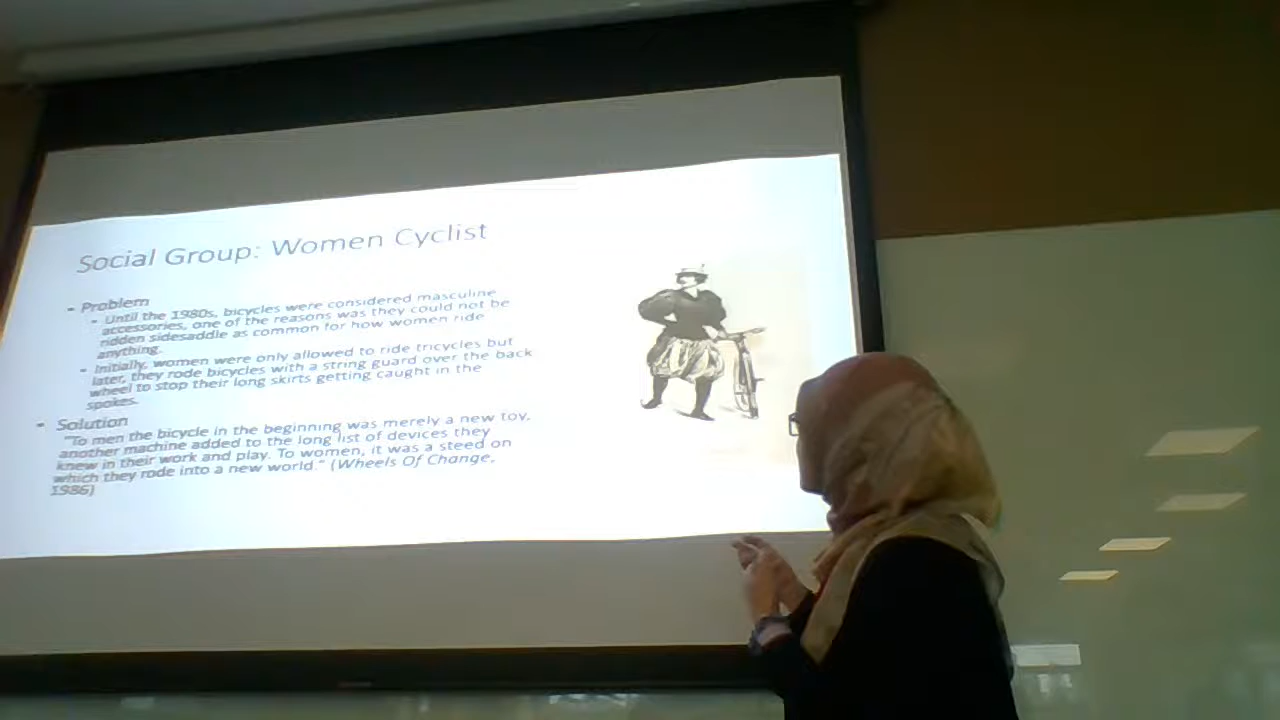 Social Group: Women Cyclist
- Problem
- Until the 1980s, bicycles were considered masculine
accessories, one of the reasons was they could not be
ridden sidesaddle as common for how women ride
anything.
- Initially, women were only allowed to ride tricycles but
later, they rode bicycles with a string guard over the back
wheel to stop their long skirts getting caught in the
spokes.
- Solution
"To men the bicycle in the beginning was merely a new toy,
another machine added to the long list of devices they
knew in their work and play. To women, it was a steed on
which they rode into a new world." (Wheels Of Change,
1986)